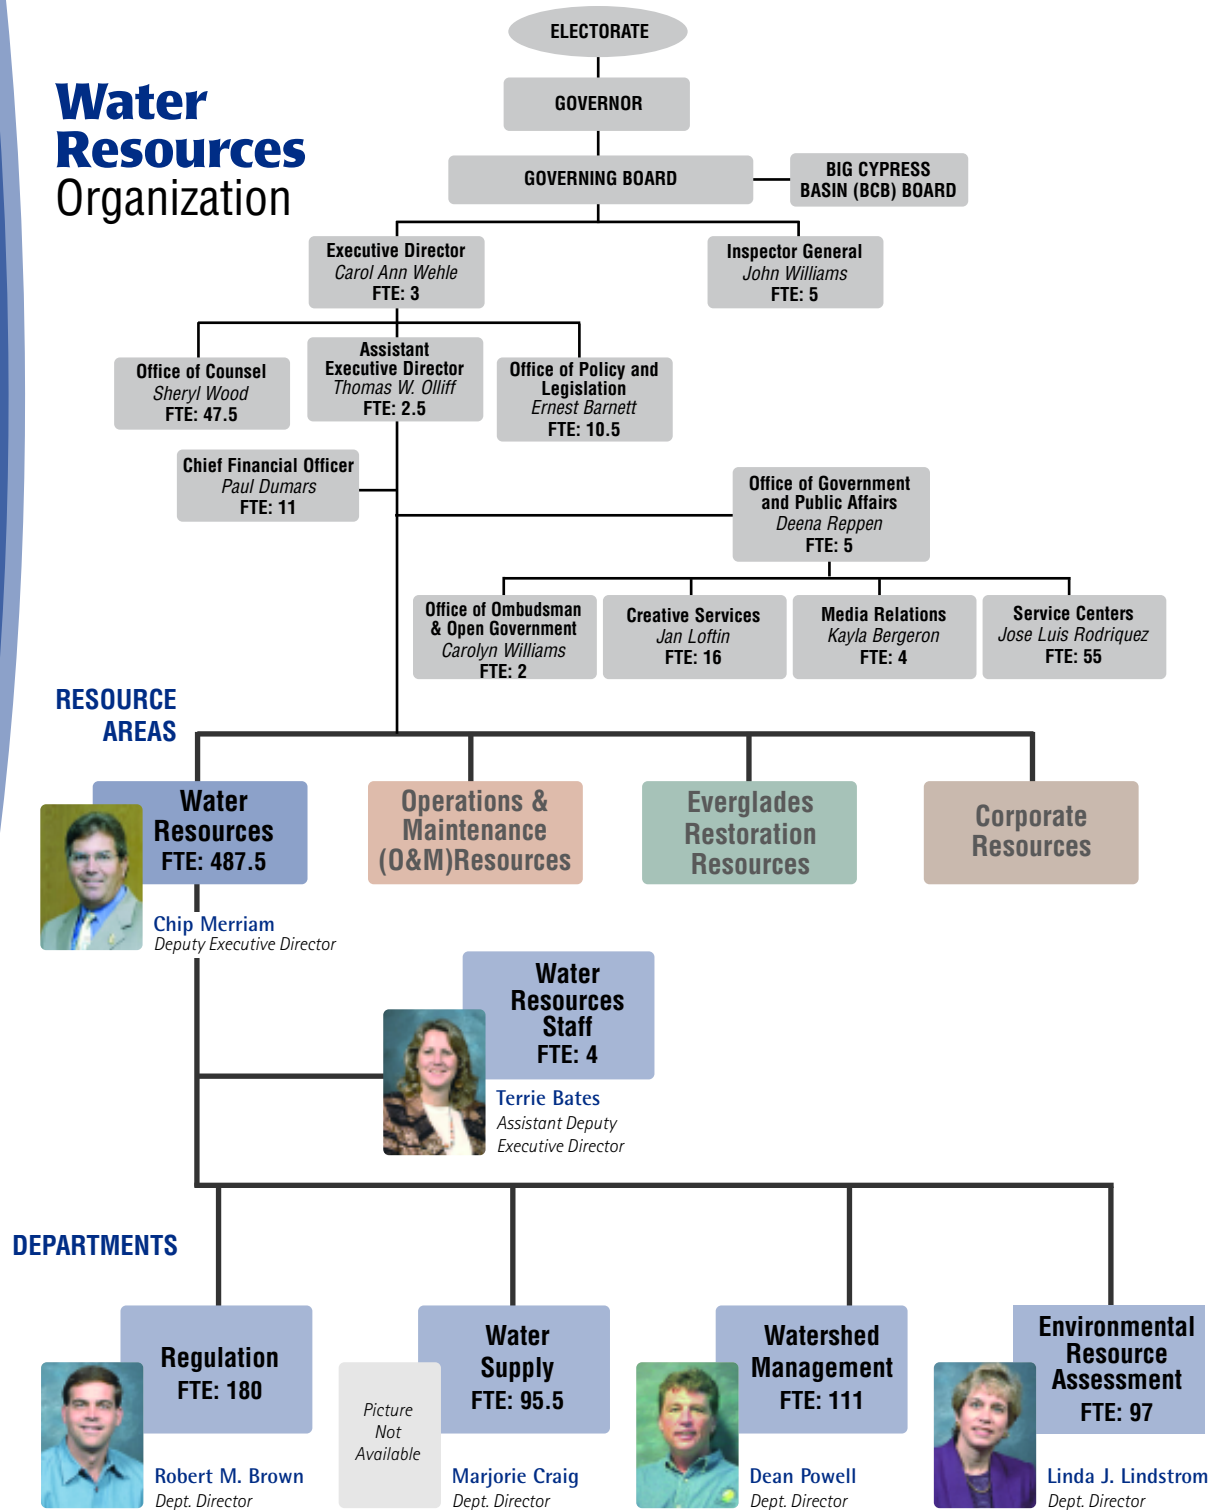 Water
Resources
Organization
ELECTORATE
GOVERNOR
GOVERNING BOARD
BIG CYPRESS
BASIN (BCB) BOARD
Executive Director
Carol Ann Wehle
FTE: 3
Inspector General
John Williams
FTE: 5
Office of Counsel
Sheryl Wood
FTE: 47.5
Assistant
Executive Director
Thomas W. Olliff
FTE: 2.5
Office of Policy and
Legislation
Ernest Barnett
FTE: 10.5
Chief Financial Officer
Paul Dumars
FTE: 11
Office of Government
and Public Affairs
Deena Reppen
FTE: 5
Office of Ombudsman
& Open Government
Carolyn Williams
FTE: 2
Creative Services
Jan Loftin
FTE: 16
Media Relations
Kayla Bergeron
FTE: 4
Service Centers
Jose Luis Rodriquez
FTE: 55
RESOURCE
AREAS
Water
Resources
FTE: 487.5
Chip Merriam
Deputy Executive Director
Operations &
Maintenance
(O&M)Resources
Everglades
Restoration
Resources
Corporate
Resources
Water
Resources
Staff
FTE: 4
Terrie Bates
Assistant Deputy
Executive Director
DEPARTMENTS
Regulation
FTE: 180
Robert M. Brown
Dept. Director
Water
Supply
FTE: 95.5
Picture
Not
Available
Marjorie Craig
Dept. Director
Watershed
Management
FTE: 111
Dean Powell
Dept. Director
Environmental
Resource
Assessment
FTE: 97
Linda J. Lindstrom
Dept. Director